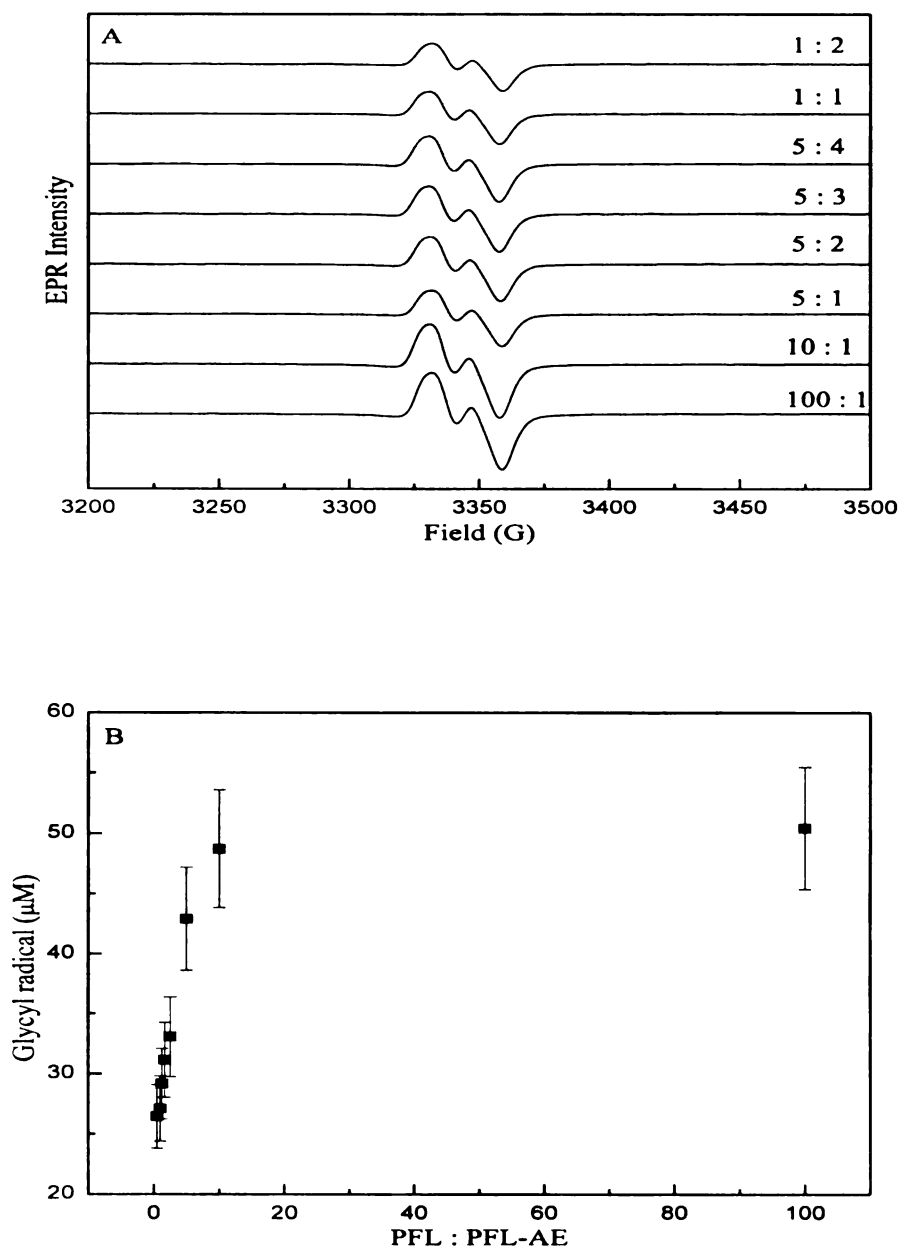 A
1 : 2
1 : 1
5 : 4
5 : 3
5 : 2
5 : 1
10 : 1
100 : 1
EPR Intensity
3200 3250 3300 3350 3400 3450 3500
Field (G)
B
60
50
40
30
20
Glycyl radical (μM)
0 20 40 60 80 100
PFL : PFL-AE